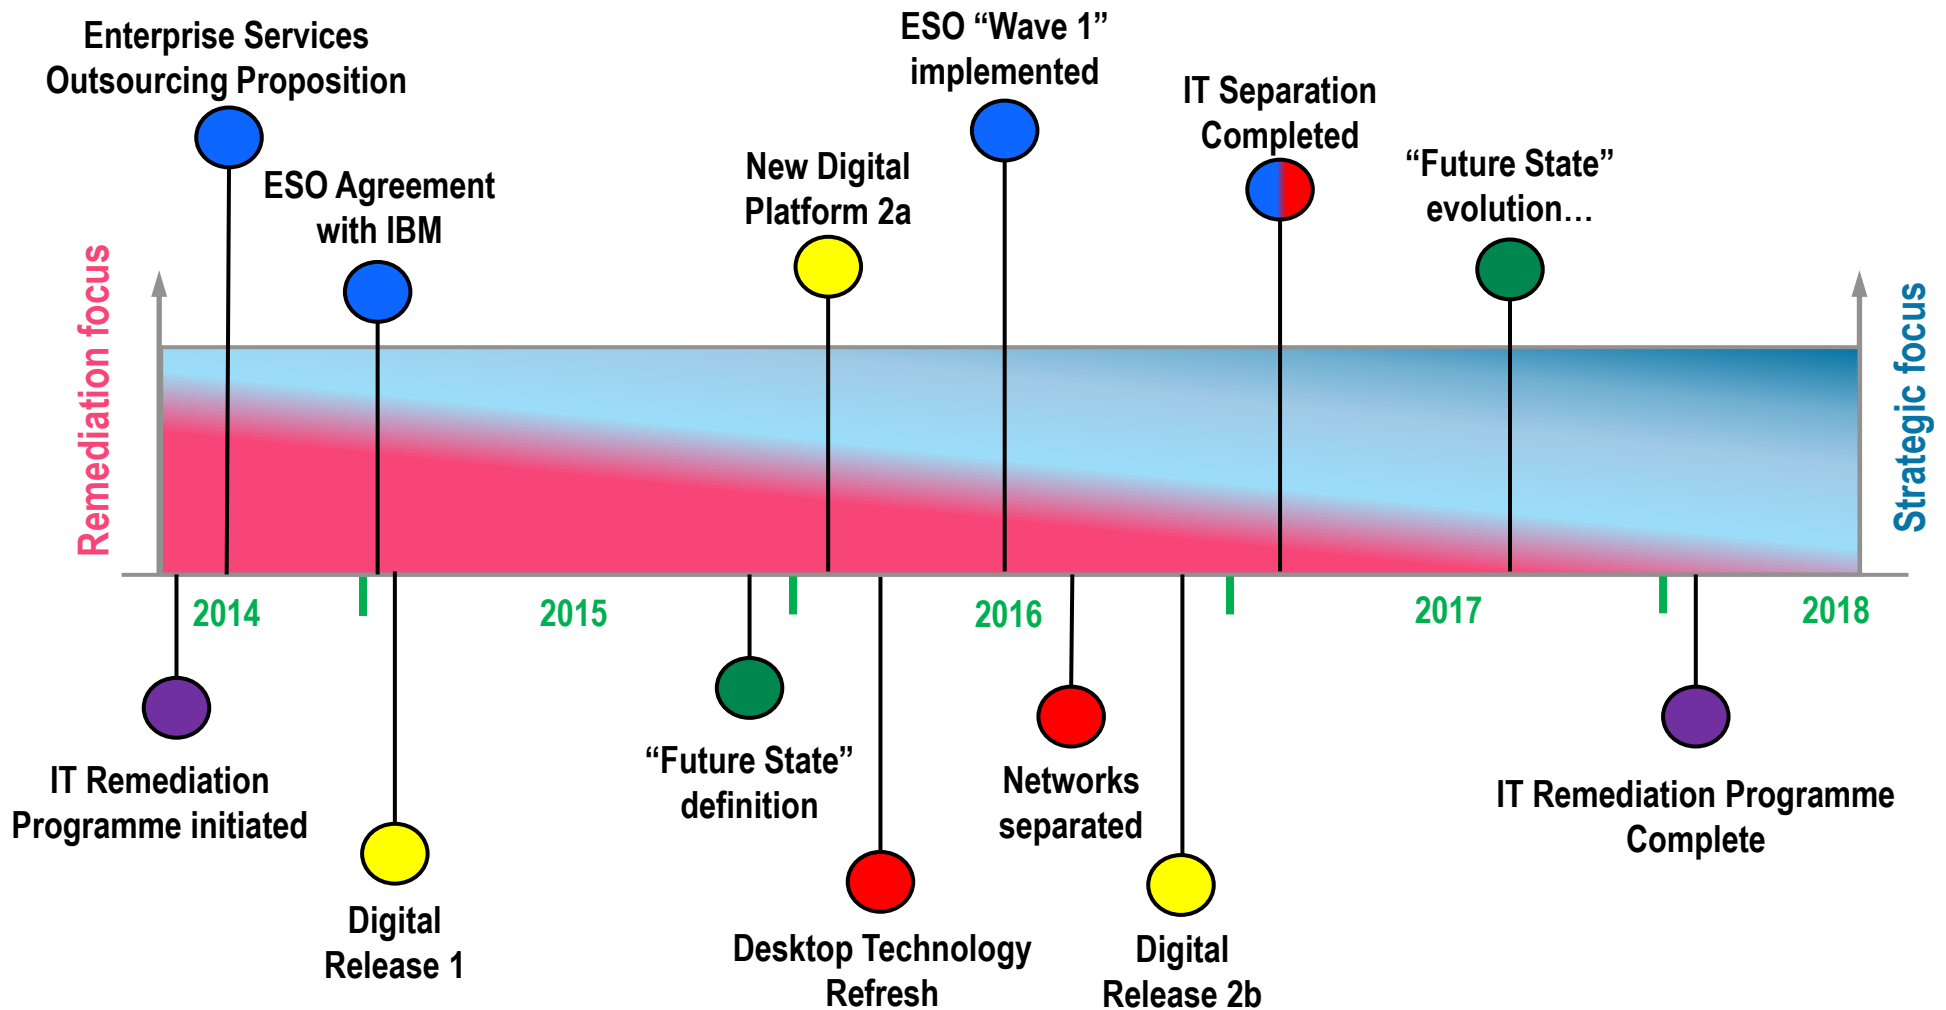 Enterprise Services
Outsourcing Proposition
ESO Agreement
with IBM
New Digital
Platform 2a
ESO “Wave 1”
implemented
IT Separation
Completed
“Future State”
evolution…
Remediation focus
Strategic focus
2014
2015
2016
2017
2018
IT Remediation
Programme initiated
Digital
Release 1
“Future State”
definition
Desktop Technology
Refresh
Networks
separated
Digital
Release 2b
IT Remediation Programme
Complete